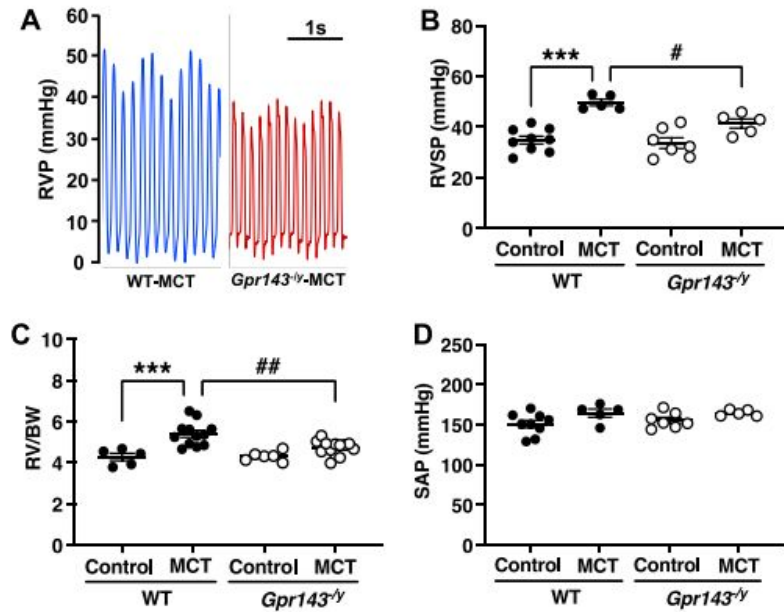 A
60
50
40
30
20
10
0
RVP (mmHg)
1s
WT-MCT
Gpr143-/y-MCT
B
80
60
40
20
0
RVSP (mmHg)
***
#
Control MCT Control MCT
WT Gpr143-/y
C
10
8
6
4
2
0
RV/BW
***
##
Control MCT Control MCT
WT Gpr143-/y
D
250
200
150
100
50
0
SAP (mmHg)
Control MCT Control MCT
WT Gpr143-/y